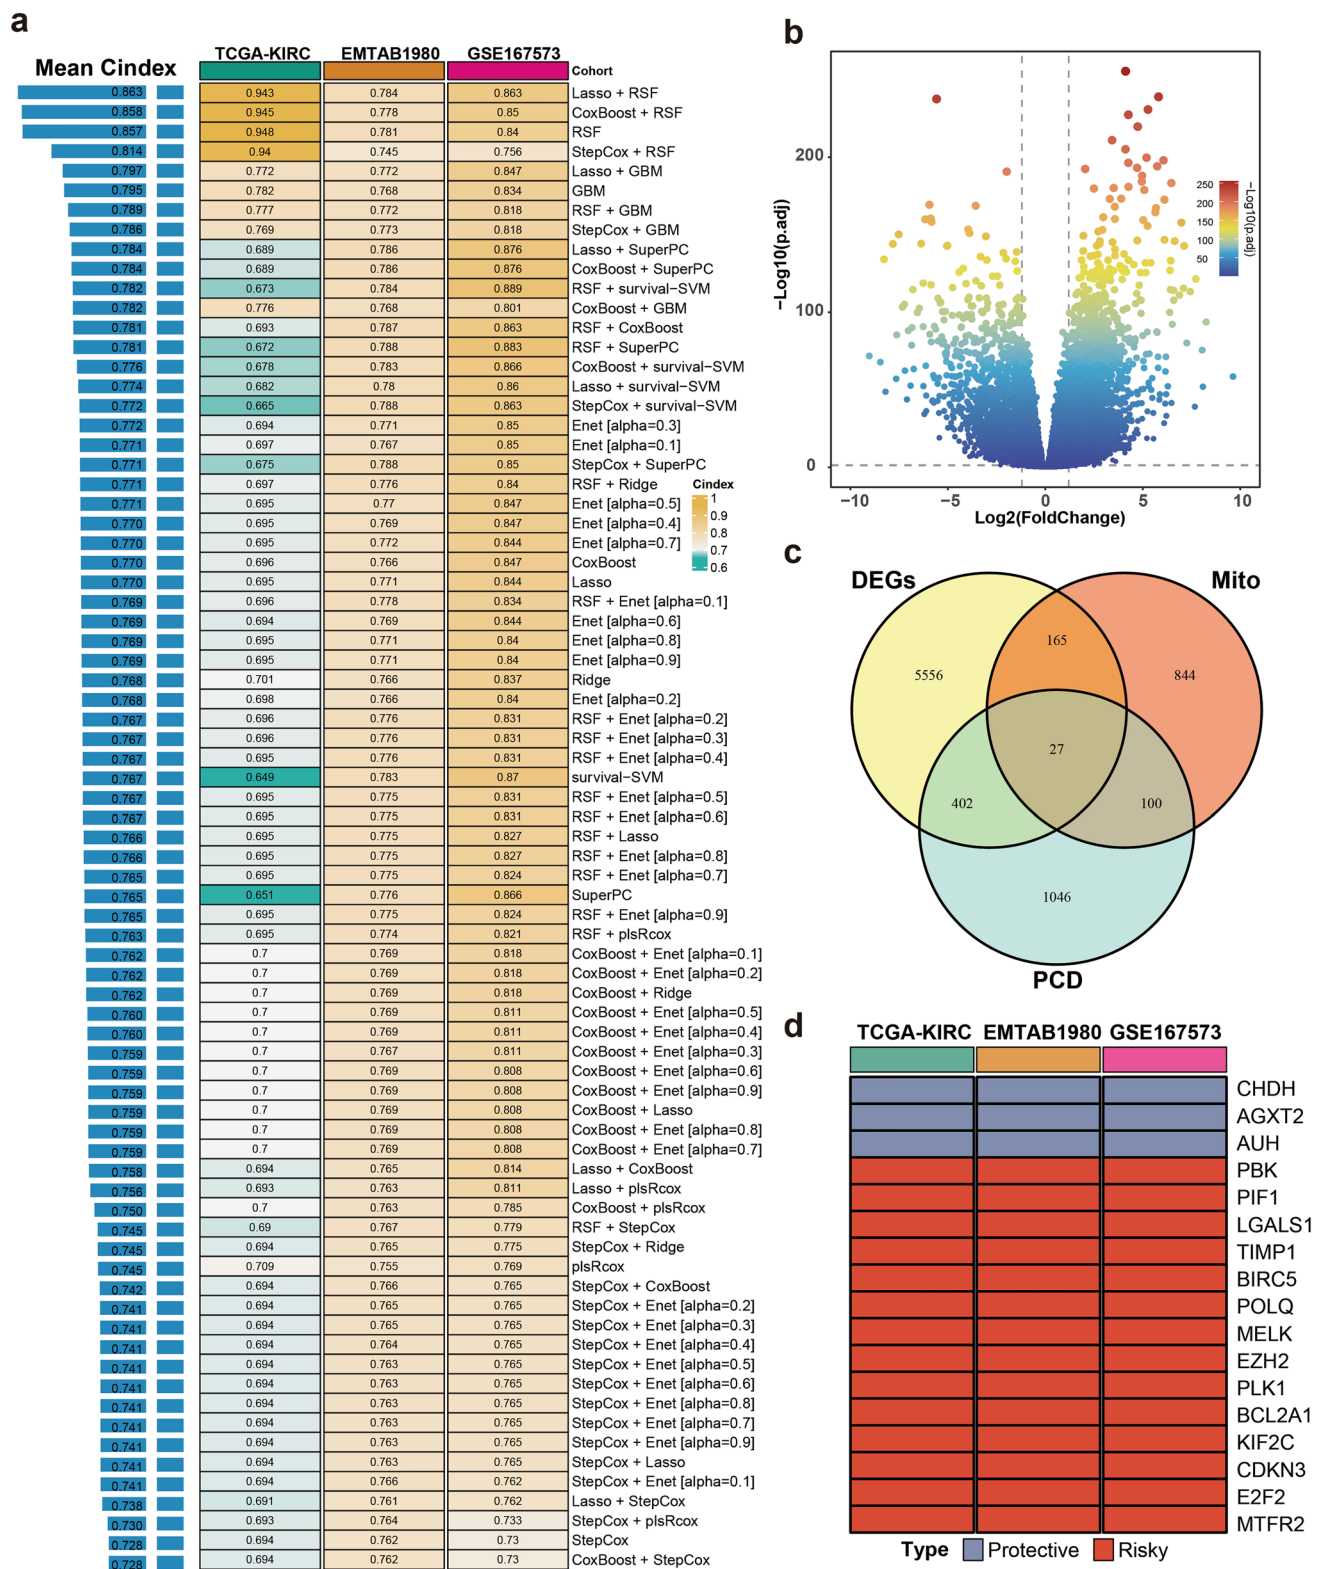 a
TCGA-KIRC EMTAB1980 GSE167573
Mean Cindex Cohort
0.863 0.943 0.784 0.863 Lasso + RSF
0.858 0.945 0.778 0.85 CoxBoost + RSF
0.857 0.948 0.781 0.84 RSF
0.814 0.94 0.745 0.756 StepCox + RSF
0.797 0.772 0.772 0.847 Lasso + GBM
0.795 0.782 0.768 0.834 GBM
0.789 0.777 0.772 0.818 RSF + GBM
0.786 0.769 0.773 0.818 StepCox + GBM
0.784 0.689 0.786 0.876 Lasso + SuperPC
0.784 0.689 0.786 0.876 CoxBoost + SuperPC
0.782 0.673 0.784 0.889 RSF + survival−SVM
0.782 0.776 0.768 0.801 CoxBoost + GBM
0.781 0.693 0.787 0.863 RSF + CoxBoost
0.781 0.672 0.788 0.883 RSF + SuperPC
0.776 0.678 0.783 0.866 CoxBoost + survival−SVM
0.774 0.682 0.78 0.86 Lasso + survival−SVM
0.772 0.665 0.788 0.863 StepCox + survival−SVM
0.772 0.694 0.771 0.85 Enet [alpha=0.3]
0.771 0.697 0.767 0.85 Enet [alpha=0.1]
0.771 0.675 0.788 0.85 StepCox + SuperPC
0.771 0.697 0.776 0.84 RSF + Ridge
0.771 0.695 0.77 0.847 Enet [alpha=0.5]
0.770 0.695 0.769 0.847 Enet [alpha=0.4]
0.770 0.695 0.772 0.844 Enet [alpha=0.7]
0.770 0.696 0.766 0.847 CoxBoost
0.770 0.695 0.771 0.844 Lasso
0.769 0.696 0.778 0.834 RSF + Enet [alpha=0.1]
0.769 0.694 0.769 0.844 Enet [alpha=0.6]
0.769 0.695 0.771 0.84 Enet [alpha=0.8]
0.769 0.695 0.771 0.84 Enet [alpha=0.9]
0.768 0.701 0.766 0.837 Ridge
0.768 0.698 0.766 0.84 Enet [alpha=0.2]
0.767 0.696 0.776 0.831 RSF + Enet [alpha=0.2]
0.767 0.696 0.776 0.831 RSF + Enet [alpha=0.3]
0.767 0.695 0.776 0.831 RSF + Enet [alpha=0.4]
0.767 0.649 0.783 0.87 survival−SVM
0.767 0.695 0.775 0.831 RSF + Enet [alpha=0.5]
0.767 0.695 0.775 0.831 RSF + Enet [alpha=0.6]
0.766 0.695 0.775 0.827 RSF + Lasso
0.766 0.695 0.775 0.827 RSF + Enet [alpha=0.8]
0.765 0.695 0.775 0.824 RSF + Enet [alpha=0.7]
0.765 0.651 0.776 0.866 SuperPC
0.765 0.695 0.775 0.824 RSF + Enet [alpha=0.9]
0.763 0.695 0.774 0.821 RSF + plsRcox
0.762 0.7 0.769 0.818 CoxBoost + Enet [alpha=0.1]
0.762 0.7 0.769 0.818 CoxBoost + Enet [alpha=0.2]
0.762 0.7 0.769 0.818 CoxBoost + Ridge
0.760 0.7 0.769 0.811 CoxBoost + Enet [alpha=0.5]
0.760 0.7 0.769 0.811 CoxBoost + Enet [alpha=0.4]
0.759 0.7 0.767 0.811 CoxBoost + Enet [alpha=0.3]
0.759 0.7 0.769 0.808 CoxBoost + Enet [alpha=0.6]
0.759 0.7 0.769 0.808 CoxBoost + Enet [alpha=0.9]
0.759 0.7 0.769 0.808 CoxBoost + Lasso
0.759 0.7 0.769 0.808 CoxBoost + Enet [alpha=0.8]
0.759 0.7 0.769 0.808 CoxBoost + Enet [alpha=0.7]
0.758 0.694 0.765 0.814 Lasso + CoxBoost
0.756 0.693 0.763 0.811 Lasso + plsRcox
0.750 0.7 0.763 0.785 CoxBoost + plsRcox
0.745 0.69 0.767 0.779 RSF + StepCox
0.745 0.694 0.765 0.775 StepCox + Ridge
0.745 0.709 0.755 0.769 plsRcox
0.742 0.694 0.766 0.765 StepCox + CoxBoost
0.741 0.694 0.765 0.765 StepCox + Enet [alpha=0.2]
0.741 0.694 0.765 0.765 StepCox + Enet [alpha=0.3]
0.741 0.694 0.764 0.765 StepCox + Enet [alpha=0.4]
0.741 0.694 0.763 0.765 StepCox + Enet [alpha=0.5]
0.741 0.694 0.763 0.765 StepCox + Enet [alpha=0.6]
0.741 0.694 0.763 0.765 StepCox + Enet [alpha=0.8]
0.741 0.694 0.763 0.765 StepCox + Enet [alpha=0.7]
0.741 0.694 0.763 0.765 StepCox + Enet [alpha=0.9]
0.741 0.694 0.763 0.765 StepCox + Lasso
0.741 0.694 0.766 0.762 StepCox + Enet [alpha=0.1]
0.738 0.691 0.761 0.762 Lasso + StepCox
0.730 0.693 0.764 0.733 StepCox + plsRcox
0.728 0.694 0.762 0.73 StepCox
0.728 0.694 0.762 0.73 CoxBoost + StepCox
Cindex
1
0.9
0.8
0.7
0.6
b
−Log10(p.adj)
200
100
0
−10 −5 0 5 10
Log2(FoldChange)
250
200
150
100
50
−Log10(p.adj)
c
DEGs Mito
165
5556 844
27
402 100
1046
PCD
d
TCGA-KIRC EMTAB1980 GSE167573
CHDH
AGXT2
AUH
PBK
PIF1
LGALS1
TIMP1
BIRC5
POLQ
MELK
EZH2
PLK1
BCL2A1
KIF2C
CDKN3
E2F2
MTFR2
Type Protective Risky